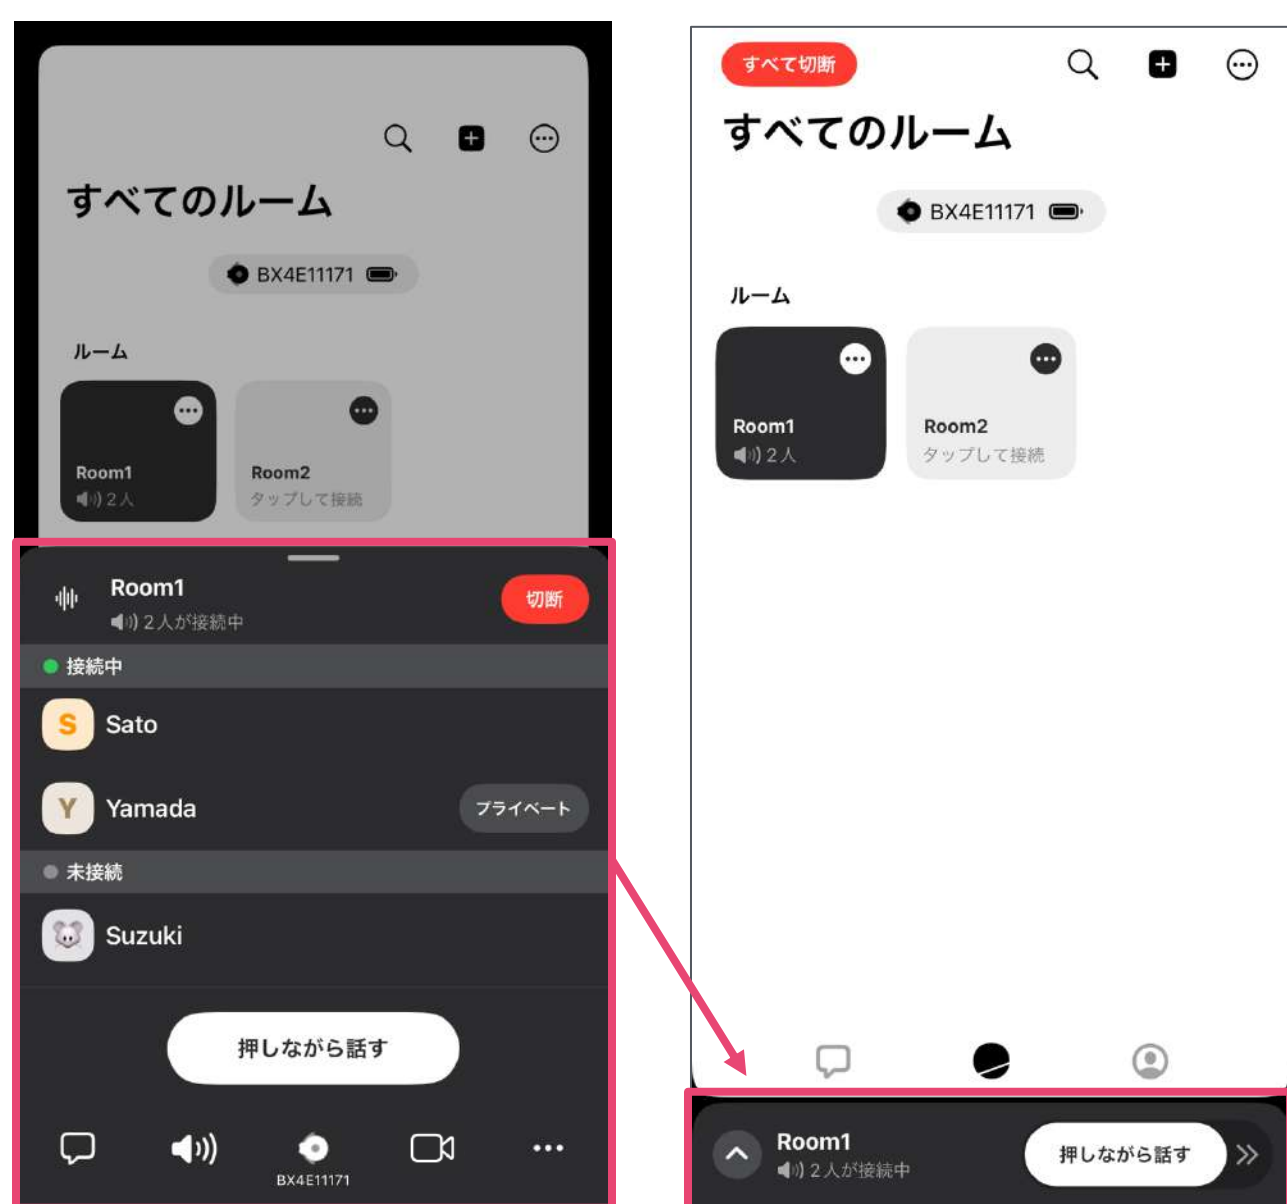 すべてのルーム
BX4E11171
ルーム
Room1
2人
Room2
タップして接続
Room1
2人が接続中
切断
接続中
S
Sato
Y
Yamada
プライベート
未接続
Suzuki
押しながら話す
BX4E11171
すべて切断
すべてのルーム
BX4E11171
ルーム
Room1
2人
Room2
タップして接続
Room1
2人が接続中
押しながら話す